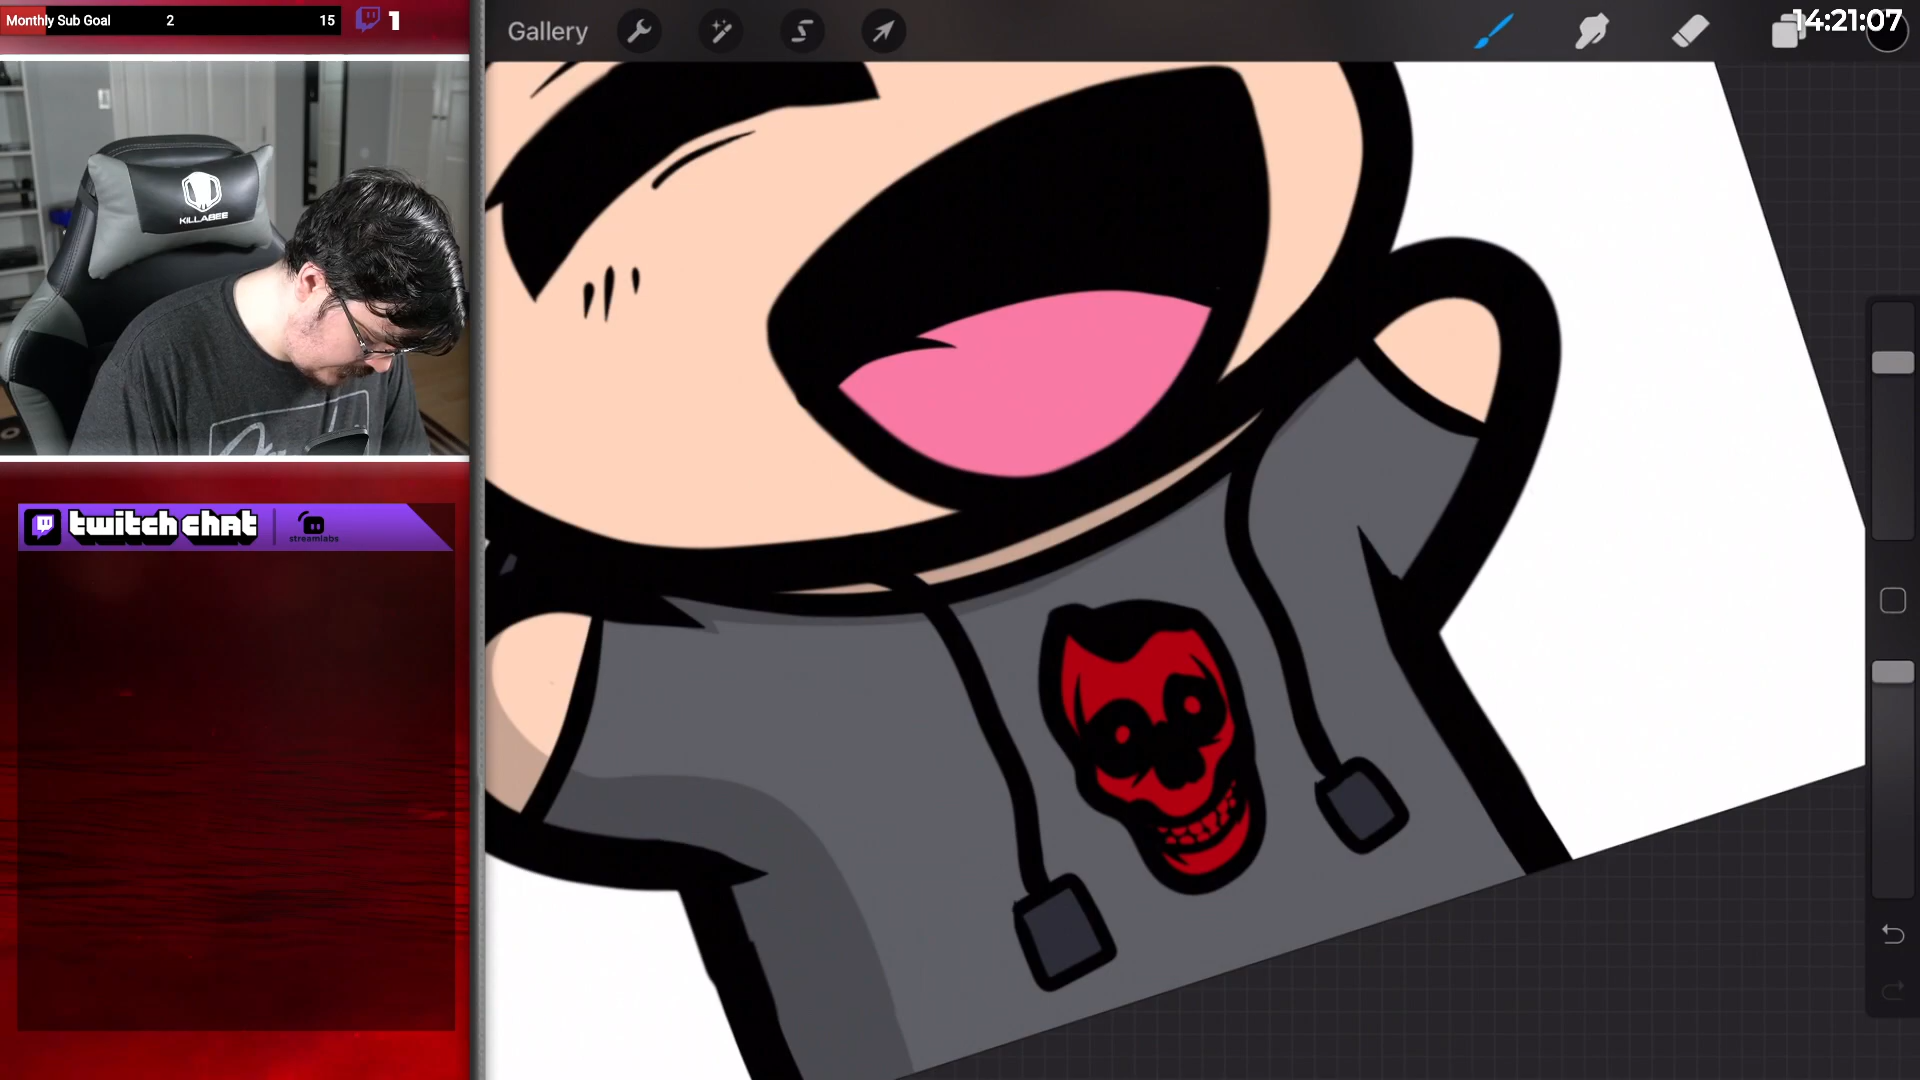 Monthly Sub Goal 2 15 1
Gallery
14:21:07
KILLABEE
twitch chat streamlabs